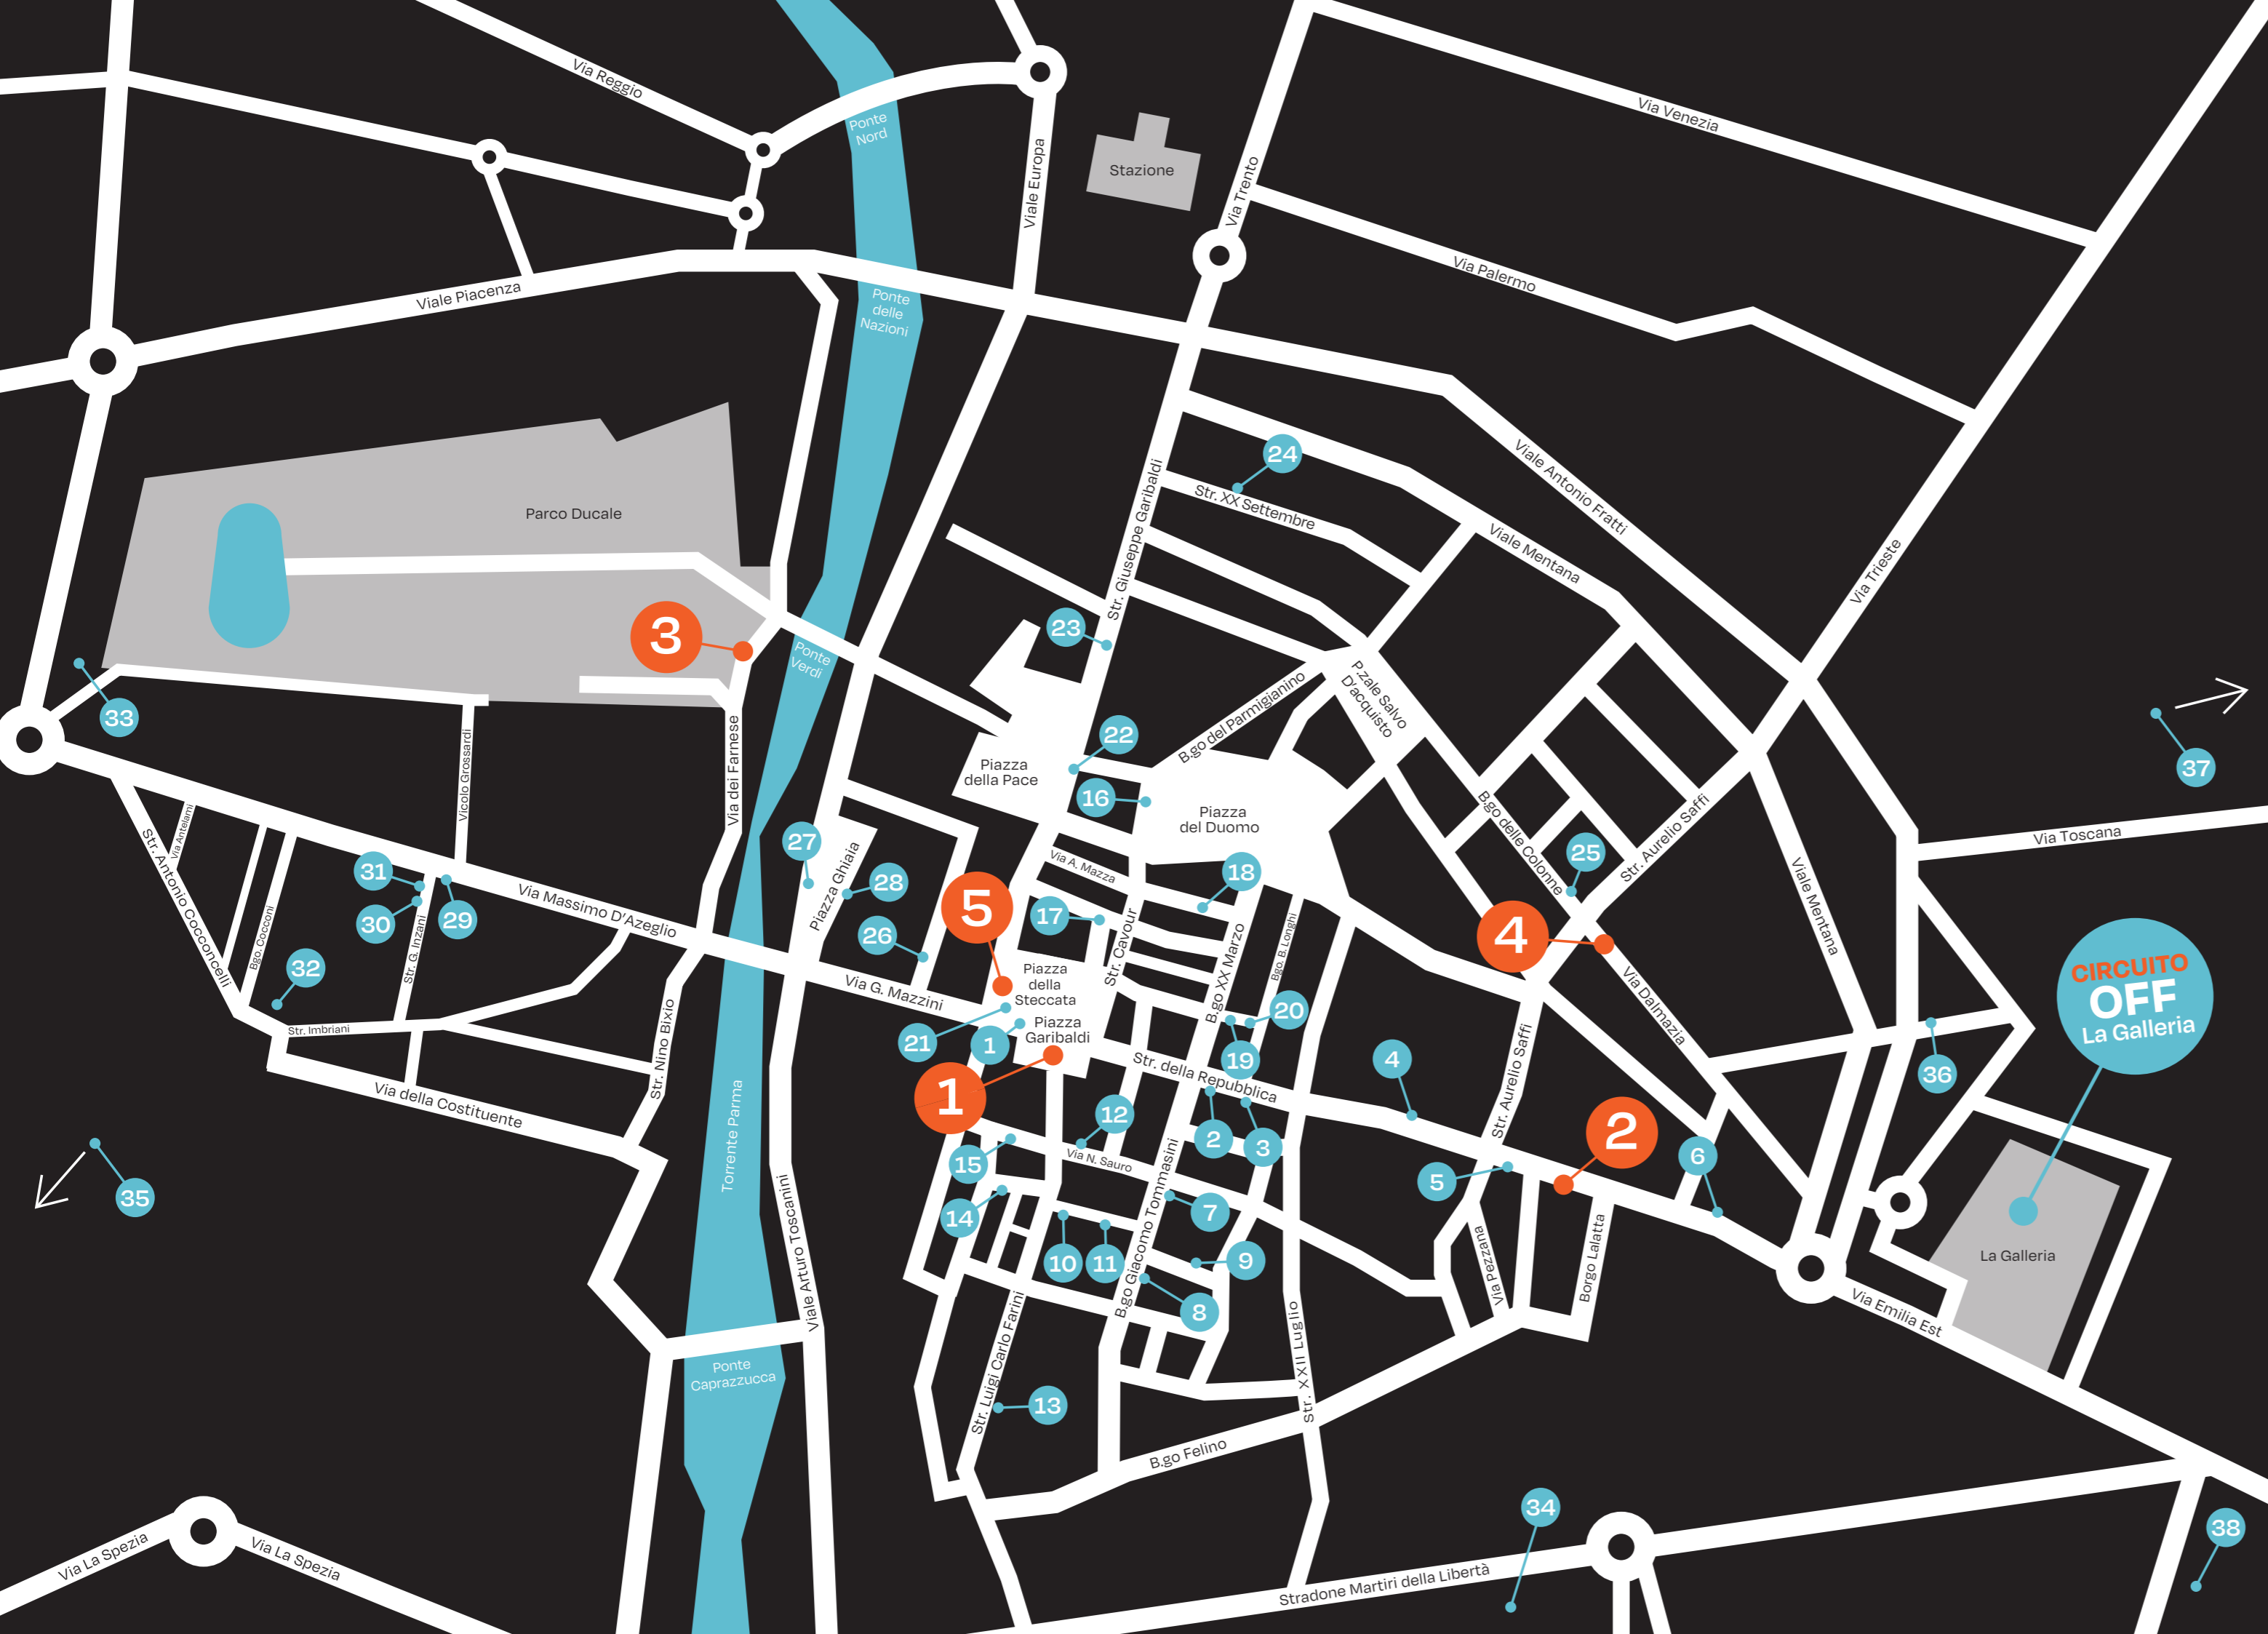 Via Reggio
Ponte
Nord
Viale Europa
Stazione
Via Trento
Via Venezia
Via Palermo
Viale Piacenza
Ponte
delle
Nazioni
24
Str. XX Settembre
Viale Antonio Fratti
Viale Mentana
Via Trieste
Str. Giuseppe Garibaldi
Parco Ducale
3
23
Ponte
Verdi
33
P.zale Salvo
D'acquisto
B.go del Parmigianino
37
22
16
Piazza
della Pace
Piazza
del Duomo
Via dei Farnese
Vicolo Grossardi
Via Antelami
Str. Antonio Cocconcelli
Bgo. Cocconi
31
30
29
Str. G. Inzani
32
Via Massimo D'Azeglio
27
Piazza Ghiaia
28
26
5
Via A. Mazza
18
17
Str. Cavour
B.go XX Marzo
Bgo. B. Longhi
B.go delle Colonne
25
Str. Aurelio Saffi
Via Toscana
Viale Mentana
4
Via Dalmazia
CIRCUITO
OFF
La Galleria
Str. Imbriani
Via della Costituente
Str. Nino Bixio
Via G. Mazzini
Piazza
della
Steccata
Piazza
Garibaldi
21
1
1
20
19
Str. della Repubblica
4
Str. Aurelio Saffi
36
Torrente Parma
12
2
3
2
6
5
15
Via N. Sauro
14
7
10
11
9
8
B.go Giacomo Tommasini
Via Pezzana
Borgo Lalatta
La Galleria
Via Emilia Est
35
Viale Arturo Toscanini
Str. Luigi Carlo Farini
Str. XXII Luglio
Ponte
Caprazzucca
13
B.go Felino
34
38
Via La Spezia
Via La Spezia
Stradone Martiri della Libertà